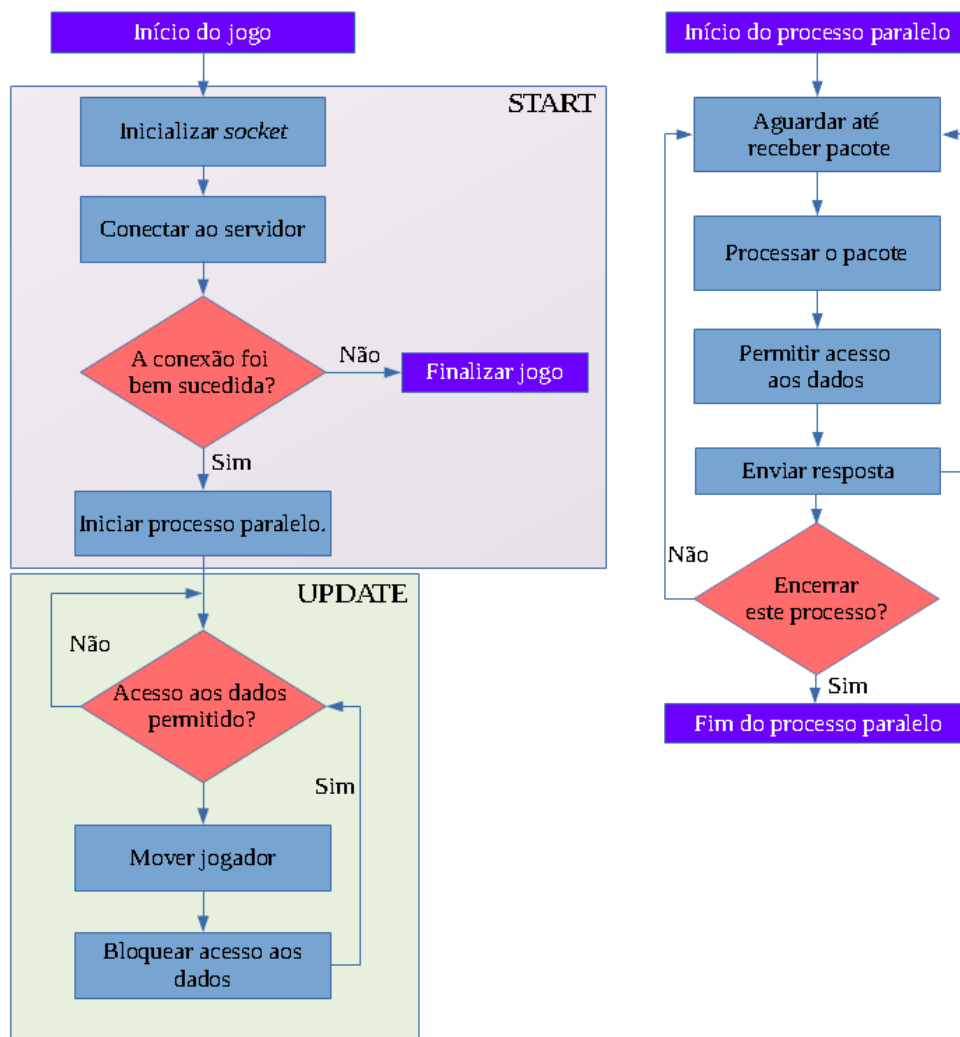 Início do jogo
START
Inicializar socket
Conectar ao servidor
A conexão foi
bem sucedida?
Não
Finalizar jogo
Sim
Iniciar processo paralelo.
UPDATE
Não
Acesso aos dados
permitido?
Sim
Mover jogador
Bloquear acesso aos
dados
Início do processo paralelo
Aguardar até
receber pacote
Processar o pacote
Permitir acesso
aos dados
Enviar resposta
Não
Encerrar
este processo?
Sim
Fim do processo paralelo